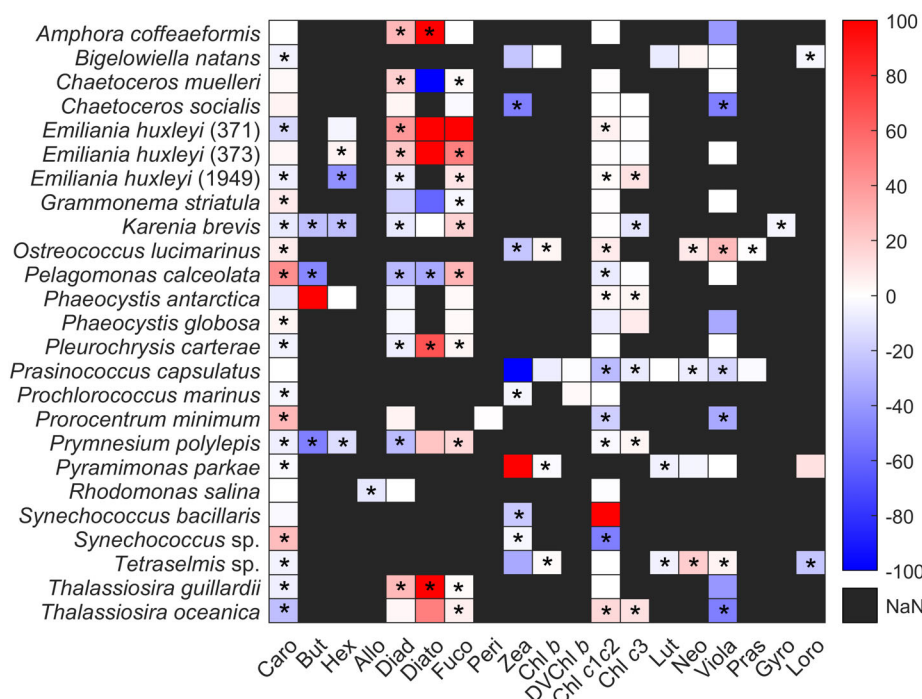 Amphora coffeaeformis
Bigelowiella natans
Chaetoceros muelleri
Chaetoceros socialis
Emiliania huxleyi (371)
Emiliania huxleyi (373)
Emiliania huxleyi (1949)
Grammonema striatula
Karenia brevis
Ostreococcus lucimarinus
Pelagomonas calceolata
Phaeocystis antarctica
Phaeocystis globosa
Pleurochrysis carterae
Prasinococcus capsulatus
Prochlorococcus marinus
Prorocentrum minimum
Prymnesium polylepis
Pyramimonas parkae
Rhodomonas salina
Synechococcus bacillaris
Synechococcus sp.
Tetraselmis sp.
Thalassiosira guillardii
Thalassiosira oceanica
Caro
But
Hex
Allo
Diad
Diato
Fuco
Peri
Zea
Chl b
DVChl b
Chl c1c2
Chl c3
Lut
Neo
Viola
Pras
Gyro
Loro
100
80
60
40
20
0
-20
-40
-60
-80
-100
NaN